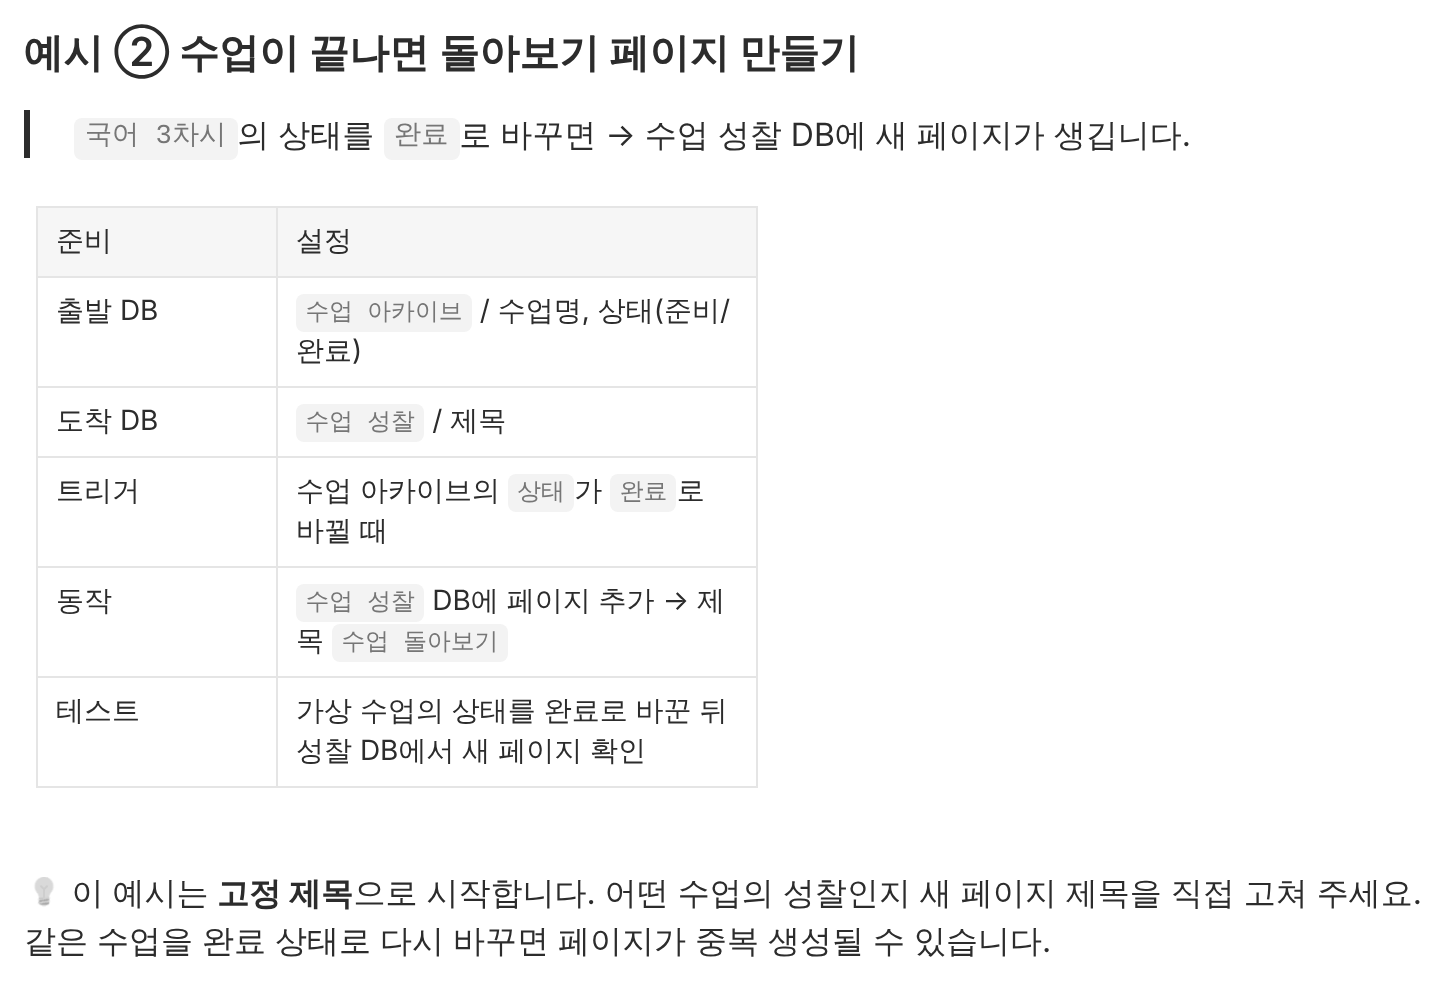 예시 ② 수업이 끝나면 돌아보기 페이지 만들기
국어 3차시의 상태를 완료로 바꾸면 → 수업 성찰 DB에 새 페이지가 생깁니다.
준비 설정
출발 DB 수업 아카이브 / 수업명, 상태(준비/
완료)
도착 DB 수업 성찰 / 제목
트리거 수업 아카이브의 상태가 완료로
바뀔 때
동작 수업 성찰 DB에 페이지 추가 → 제
목 수업 돌아보기
테스트 가상 수업의 상태를 완료로 바꾼 뒤
성찰 DB에서 새 페이지 확인
💡 이 예시는 고정 제목으로 시작합니다. 어떤 수업의 성찰인지 새 페이지 제목을 직접 고쳐 주세요.
같은 수업을 완료 상태로 다시 바꾸면 페이지가 중복 생성될 수 있습니다.